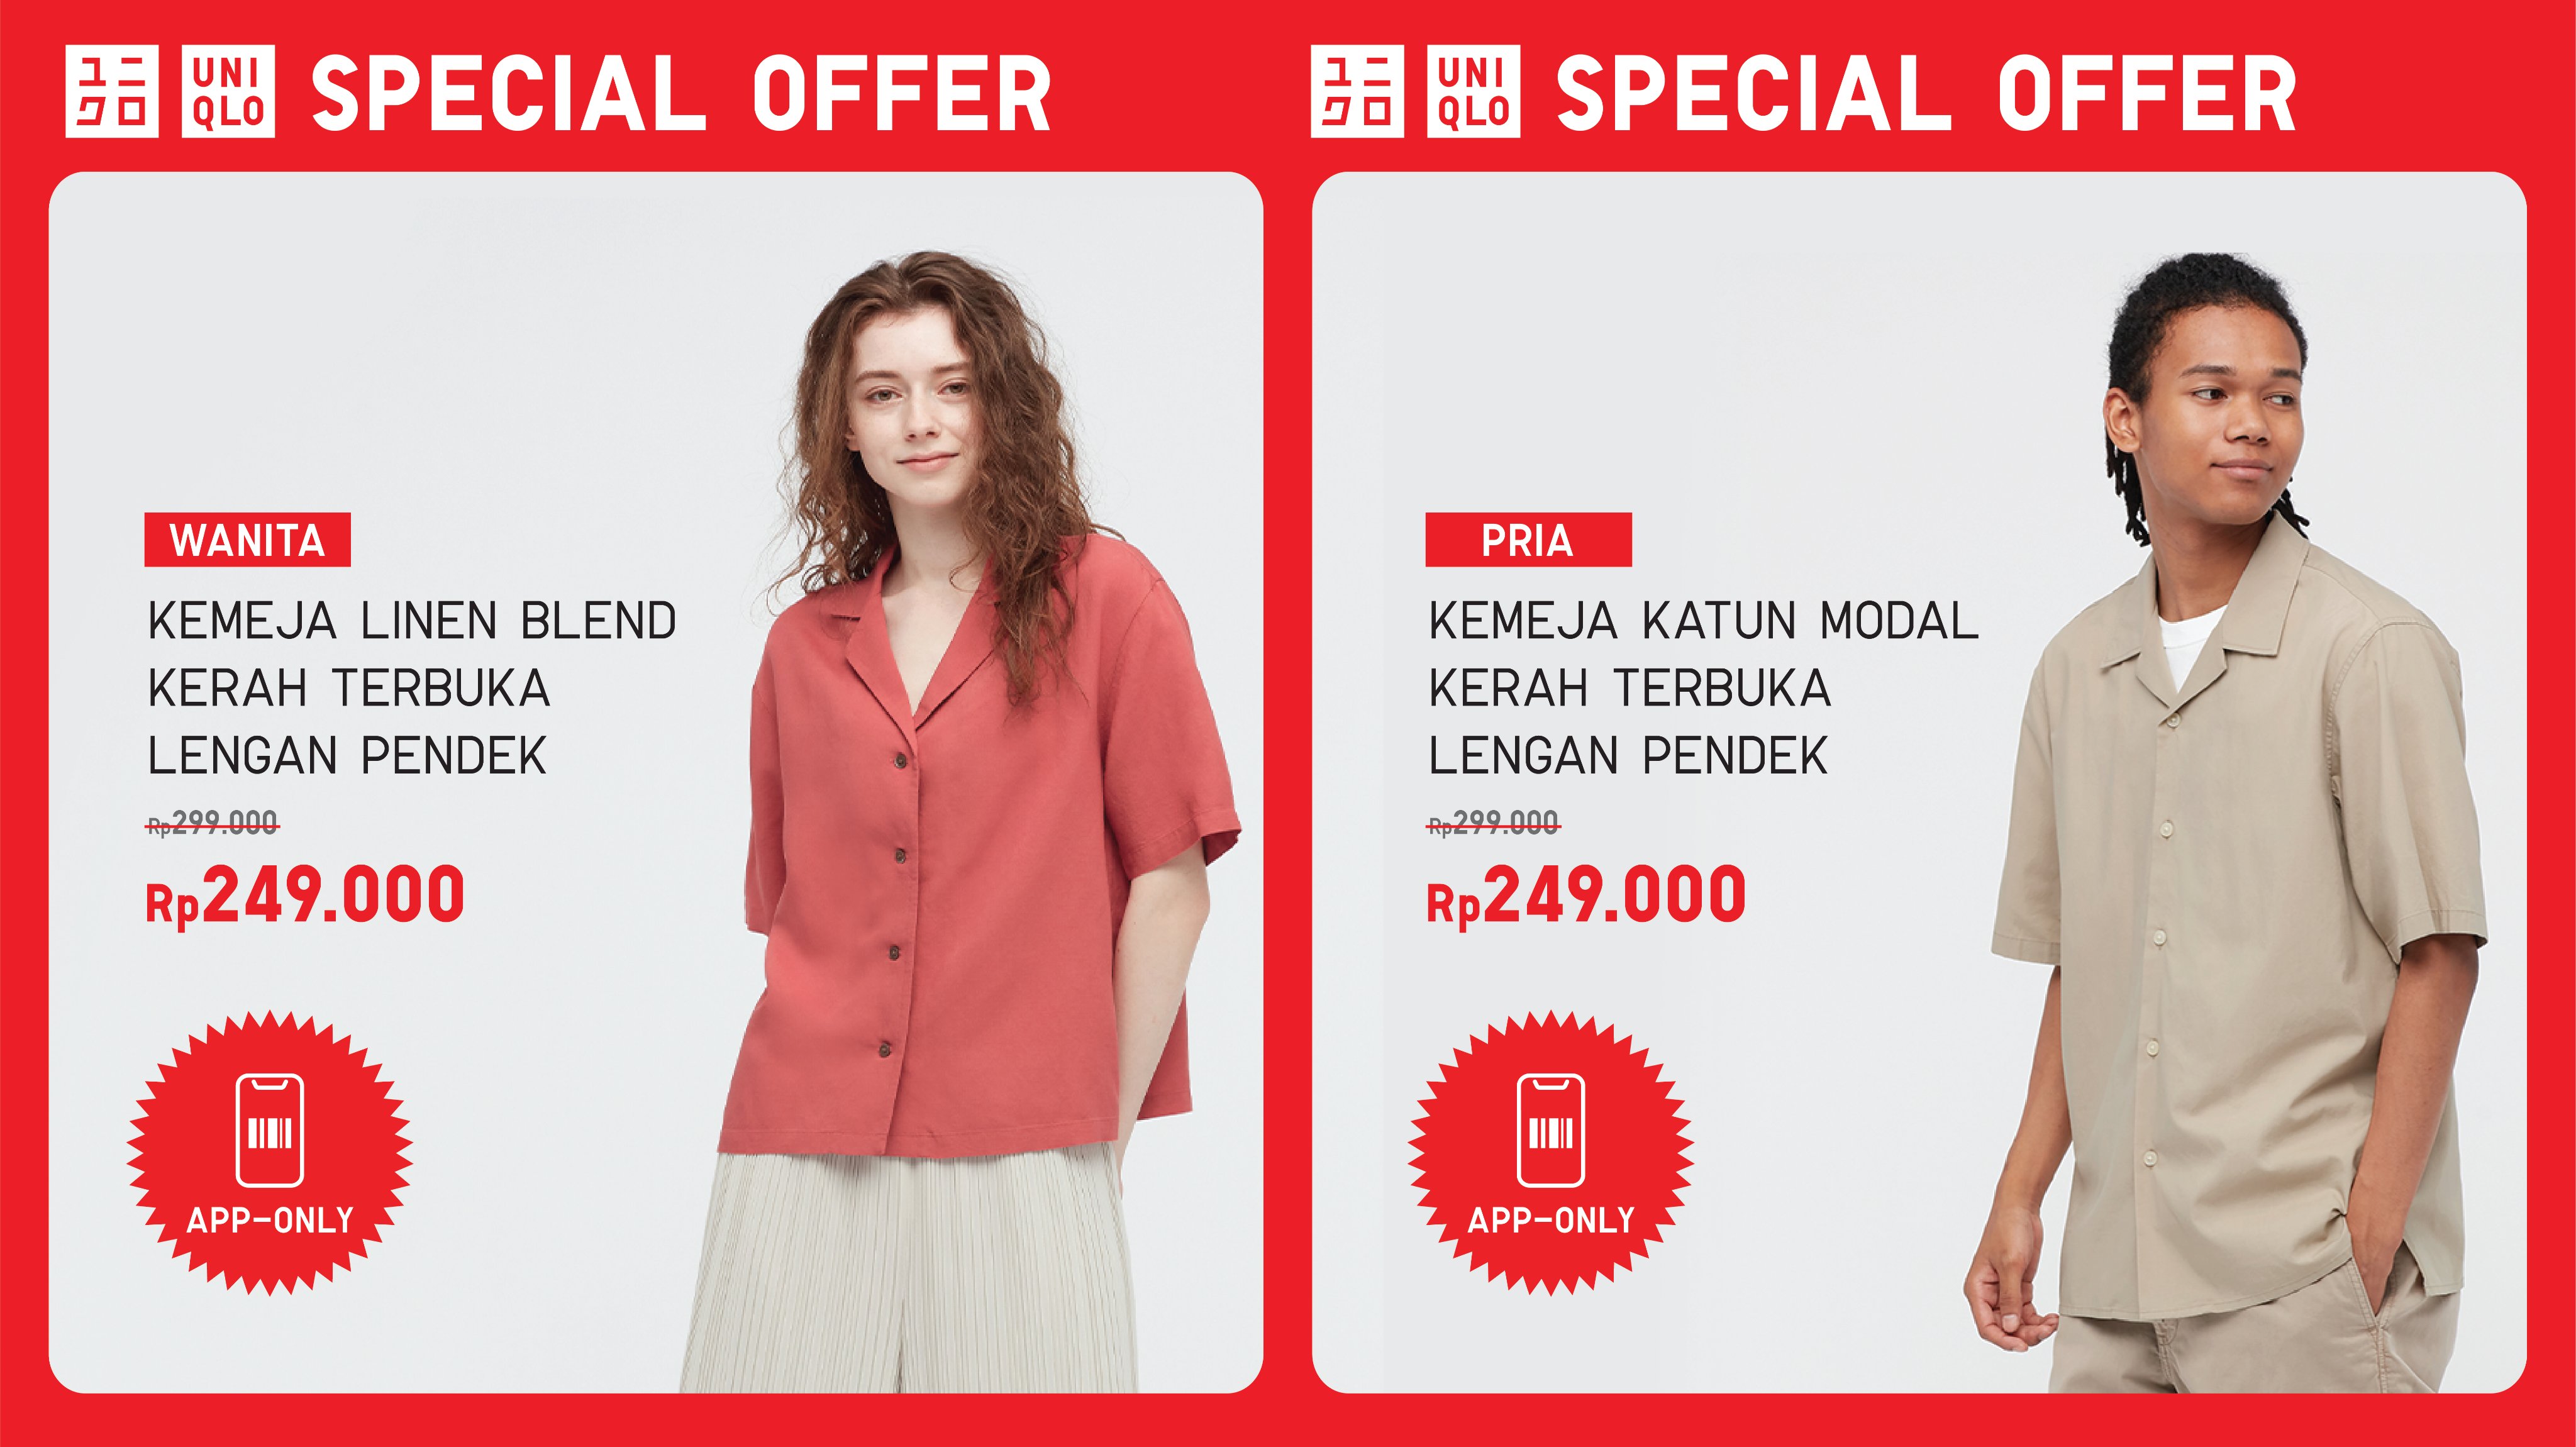 ユニ
クロ
UNI
QLO
SPECIAL OFFER
WANITA
KEMEJA LINEN BLEND
KERAH TERBUKA
LENGAN PENDEK
Rp299.000
Rp249.000
APP-ONLY
ユニ
クロ
UNI
QLO
SPECIAL OFFER
PRIA
KEMEJA KATUN MODAL
KERAH TERBUKA
LENGAN PENDEK
Rp299.000
Rp249.000
APP-ONLY